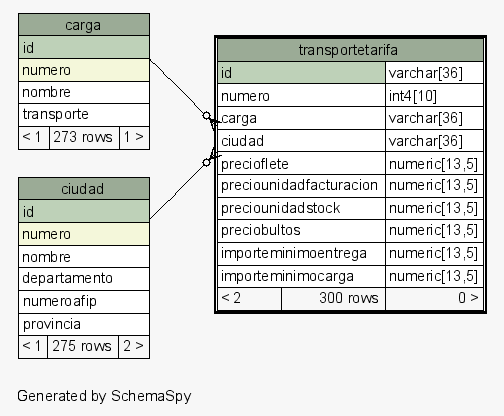 carga
id
numero
nombre
transporte
< 1 273 rows 1 >
ciudad
id
numero
nombre
departamento
numeroafip
provincia
< 1 275 rows 2 >
transportetarifa
id varchar[36]
numero int4[10]
carga varchar[36]
ciudad varchar[36]
precioflete numeric[13,5]
preciounidadfacturacion numeric[13,5]
preciounidadstock numeric[13,5]
preciobultos numeric[13,5]
importeminimoentrega numeric[13,5]
importeminimocarga numeric[13,5]
< 2 300 rows 0 >
Generated by SchemaSpy